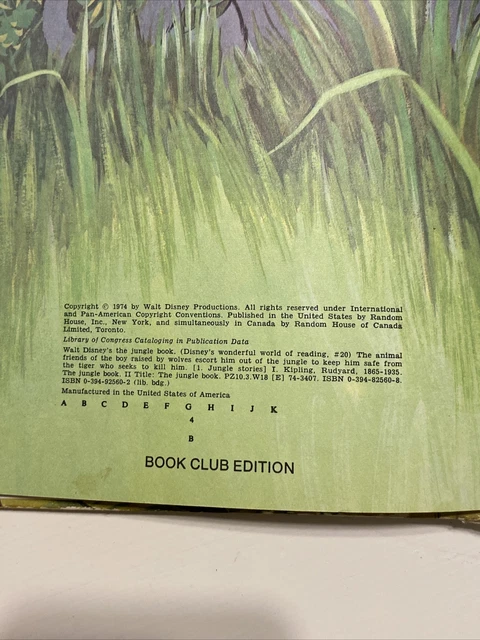 Copyright © 1974 by Walt Disney Productions. All rights reserved under International
and Pan-American Copyright Conventions. Published in the United States by Random
House, Inc., New York, and simultaneously in Canada by Random House of Canada
Limited, Toronto.
Library of Congress Cataloging in Publication Data
Walt Disney's the jungle book. (Disney's wonderful world of reading, #20) The animal
friends of the boy raised by wolves escort him out of the jungle to keep him safe from
the tiger who seeks to kill him. [1. Jungle stories] I. Kipling, Rudyard, 1865-1935.
The jungle book. II Title: The jungle book. PZ10.3.W18 [E] 74-3407. ISBN 0-394-82560-8.
ISBN 0-394-92560-2 (lib. bdg.)
Manufactured in the United States of America
A B C D E F G H I J K
4
B
BOOK CLUB EDITION